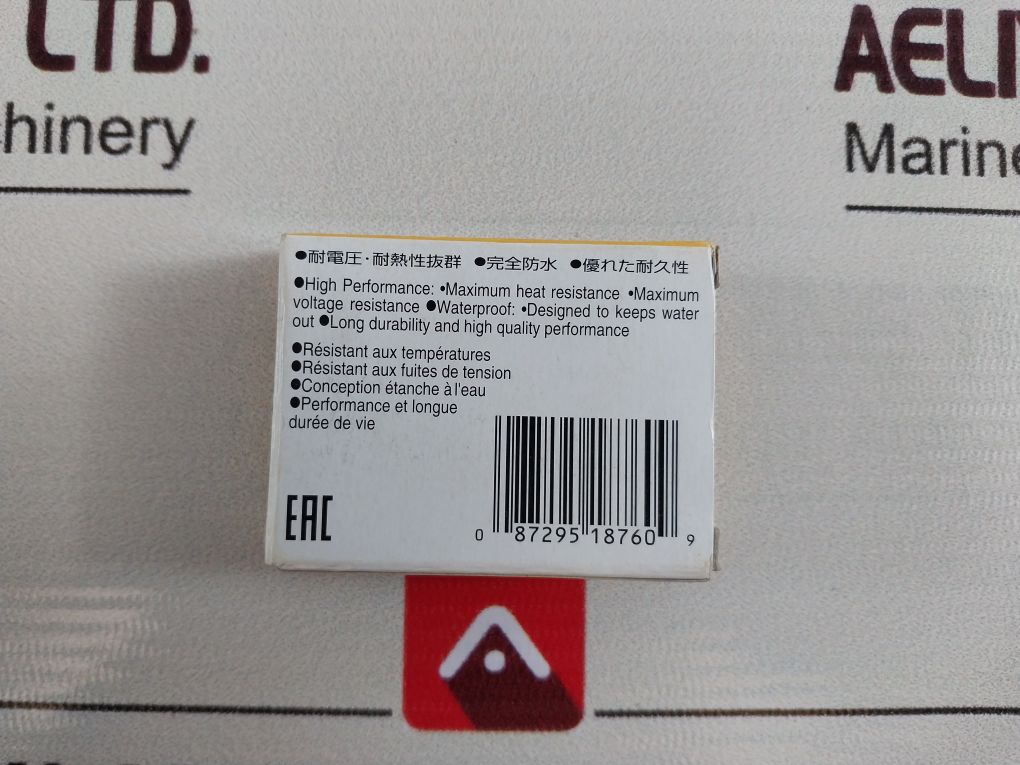 LTD.
AELI
hinery
Marine
●耐電圧・耐熱性抜群 ●完全防水 ●優れた耐久性
●High Performance: •Maximum heat resistance •Maximum
voltage resistance ●Waterproof: •Designed to keeps water
out ●Long durability and high quality performance
●Résistant aux températures
●Résistant aux fuites de tension
●Conception étanche à l'eau
●Performance et longue
durée de vie
EAC
0 87295 18760 9